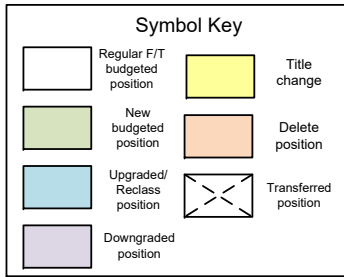 Symbol Key
Regular F/T
budgeted
position
New
budgeted
position
Upgraded/
Reclass
position
Downgraded
position
Title
change
Delete
position
Transferred
position